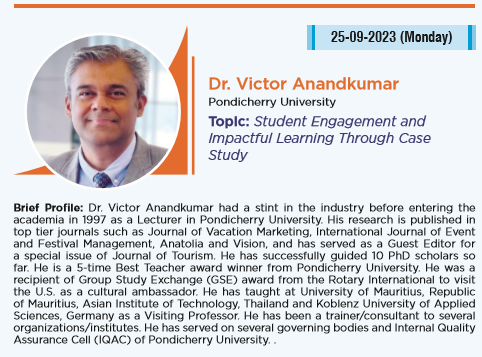 25-09-2023 (Monday)
Dr. Victor Anandkumar
Pondicherry University
Topic: Student Engagement and
Impactful Learning Through Case
Study
Brief Profile: Dr. Victor Anandkumar had a stint in the industry before entering the
academia in 1997 as a Lecturer in Pondicherry University. His research is published in
top tier journals such as Journal of Vacation Marketing, International Journal of Event
and Festival Management, Anatolia and Vision, and has served as a Guest Editor for
a special issue of Journal of Tourism. He has successfully guided 10 PhD scholars so
far. He is a 5-time Best Teacher award winner from Pondicherry University. He was a
recipient of Group Study Exchange (GSE) award from the Rotary International to visit
the U.S. as a cultural ambassador. He has taught at University of Mauritius, Republic
of Mauritius, Asian Institute of Technology, Thailand and Koblenz University of Applied
Sciences, Germany as a Visiting Professor. He has been a trainer/consultant to several
organizations/institutes. He has served on several governing bodies and Internal Quality
Assurance Cell (IQAC) of Pondicherry University. .